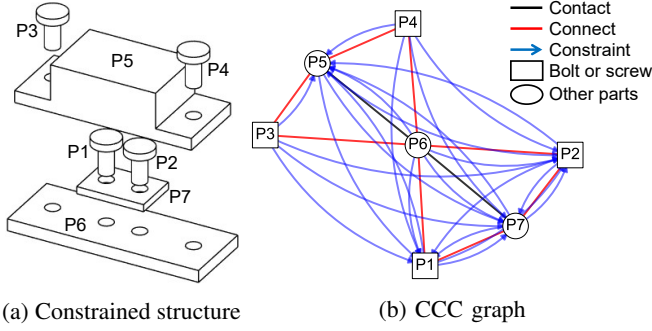 P3
P5
P4
P1
P2
P7
P6
(a) Constrained structure
P4
P5
P3
P6
P2
P7
P1
Contact
Connect
Constraint
Bolt or screw
Other parts
(b) CCC graph